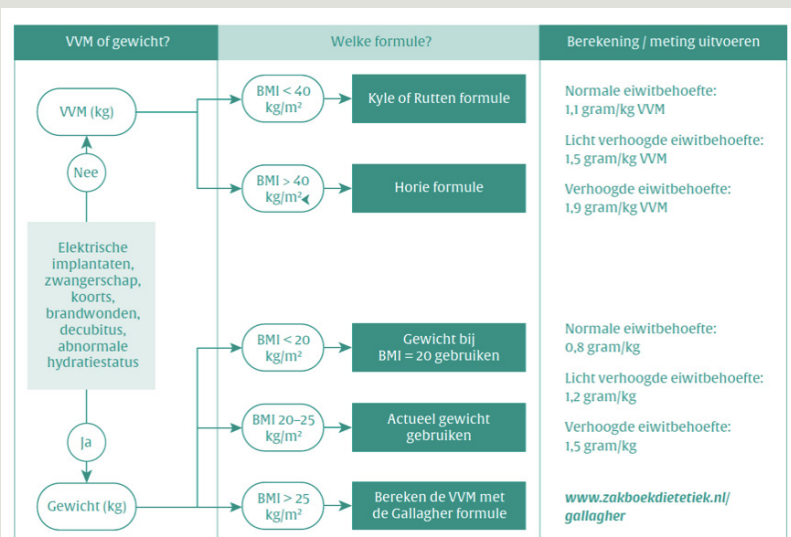 VVM of gewicht?
Welke formule?
Berekening / meting uitvoeren
VVM (kg)
Nee
Elektrische
implantaten,
zwangerschap,
koorts,
brandwonden,
decubitus,
abnormale
hydratiestatus
Ja
Gewicht (kg)
BMI < 40
kg/m²
Kyle of Rutten formule
BMI > 40
kg/m²
Horie formule
BMI < 20
kg/m²
Gewicht bij
BMI = 20 gebruiken
BMI 20–25
kg/m²
Actueel gewicht
gebruiken
BMI > 25
kg/m²
Bereken de VVM met
de Gallagher formule
Normale eiwitbehoefte:
1,1 gram/kg VVM
Licht verhoogde eiwitbehoefte:
1,5 gram/kg VVM
Verhoogde eiwitbehoefte:
1,9 gram/kg VVM
Normale eiwitbehoefte:
0,8 gram/kg
Licht verhoogde eiwitbehoefte:
1,2 gram/kg
Verhoogde eiwitbehoefte:
1,5 gram/kg
www.zakboekdietetiek.nl/
gallagher